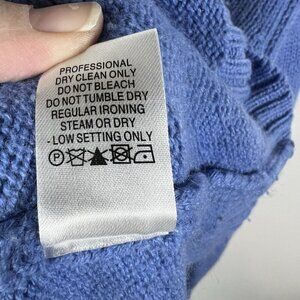 PROFESSIONAL
DRY CLEAN ONLY
DO NOT BLEACH
DO NOT TUMBLE DRY
REGULAR IRONING
STEAM OR DRY
- LOW SETTING ONLY
P